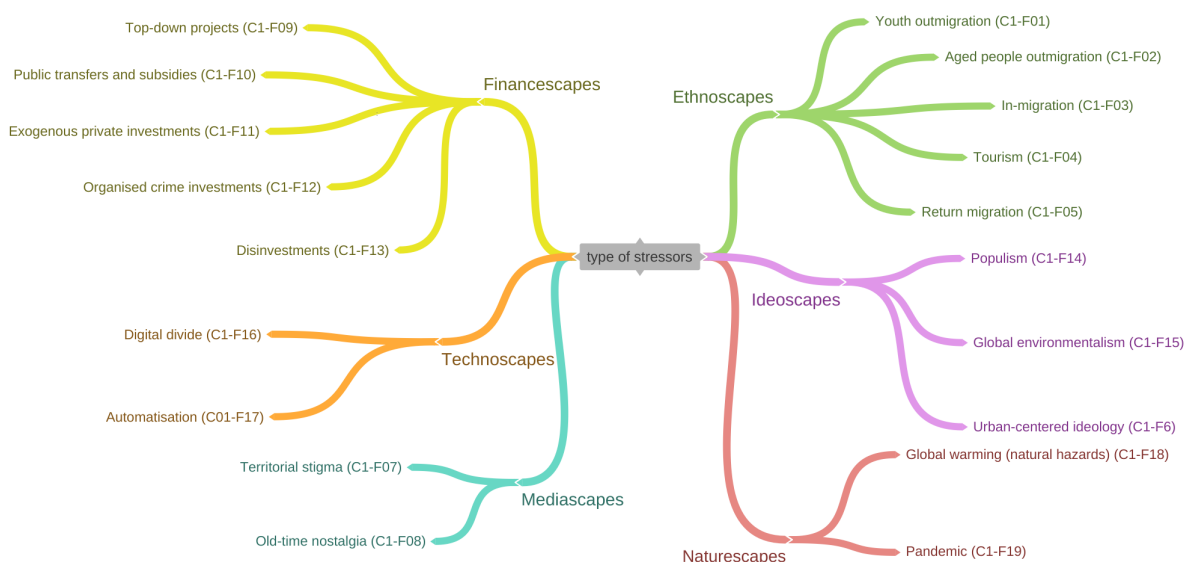 Top-down projects (C1-F09)
Public transfers and subsidies (C1-F10)
Financescapes
Exogenous private investments (C1-F11)
Organised crime investments (C1-F12)
Disinvestments (C1-F13)
Digital divide (C1-F16)
Technoscapes
Automatisation (C01-F17)
Territorial stigma (C1-F07)
Mediascapes
Old-time nostalgia (C1-F08)
type of stressors
Youth outmigration (C1-F01)
Aged people outmigration (C1-F02)
Ethnoscapes
In-migration (C1-F03)
Tourism (C1-F04)
Return migration (C1-F05)
Populism (C1-F14)
Ideoscapes
Global environmentalism (C1-F15)
Urban-centered ideology (C1-F6)
Global warming (natural hazards) (C1-F18)
Naturescapes
Pandemic (C1-F19)